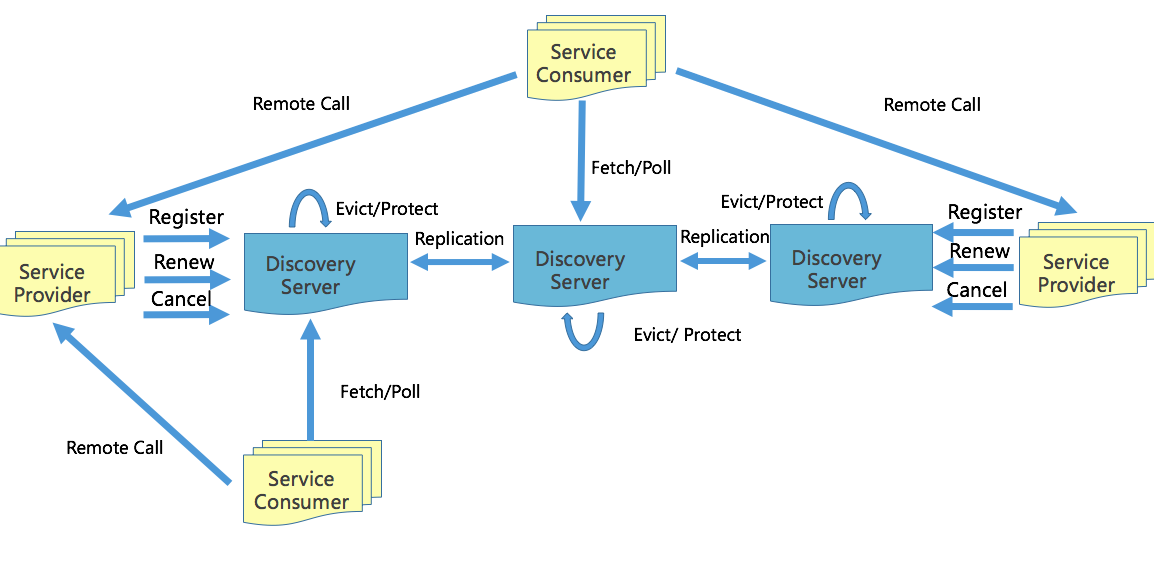 Service
Consumer
Remote Call
Remote Call
Fetch/Poll
Evict/Protect
Evict/Protect
Register
Renew
Cancel
Service
Provider
Discovery
Server
Replication
Discovery
Server
Replication
Discovery
Server
Register
Renew
Cancel
Service
Provider
Evict/ Protect
Fetch/Poll
Remote Call
Service
Consumer